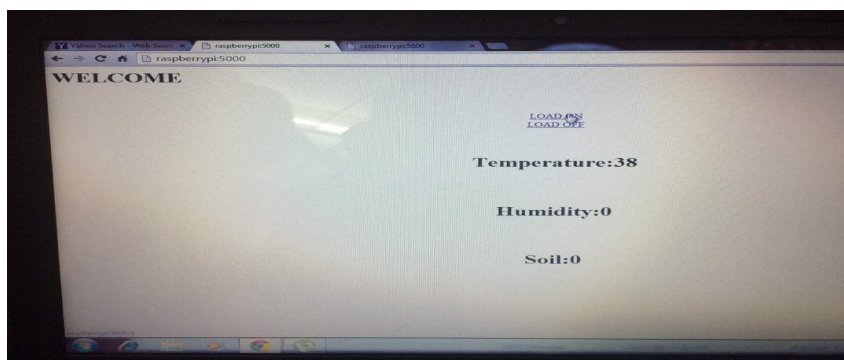 Yahoo Search - Web Searc
raspberrypi:5000
raspberrypi:5000
raspberrypi:5000
WELCOME
LOAD ON
LOAD OFF
Temperature:38
Humidity:0
Soil:0